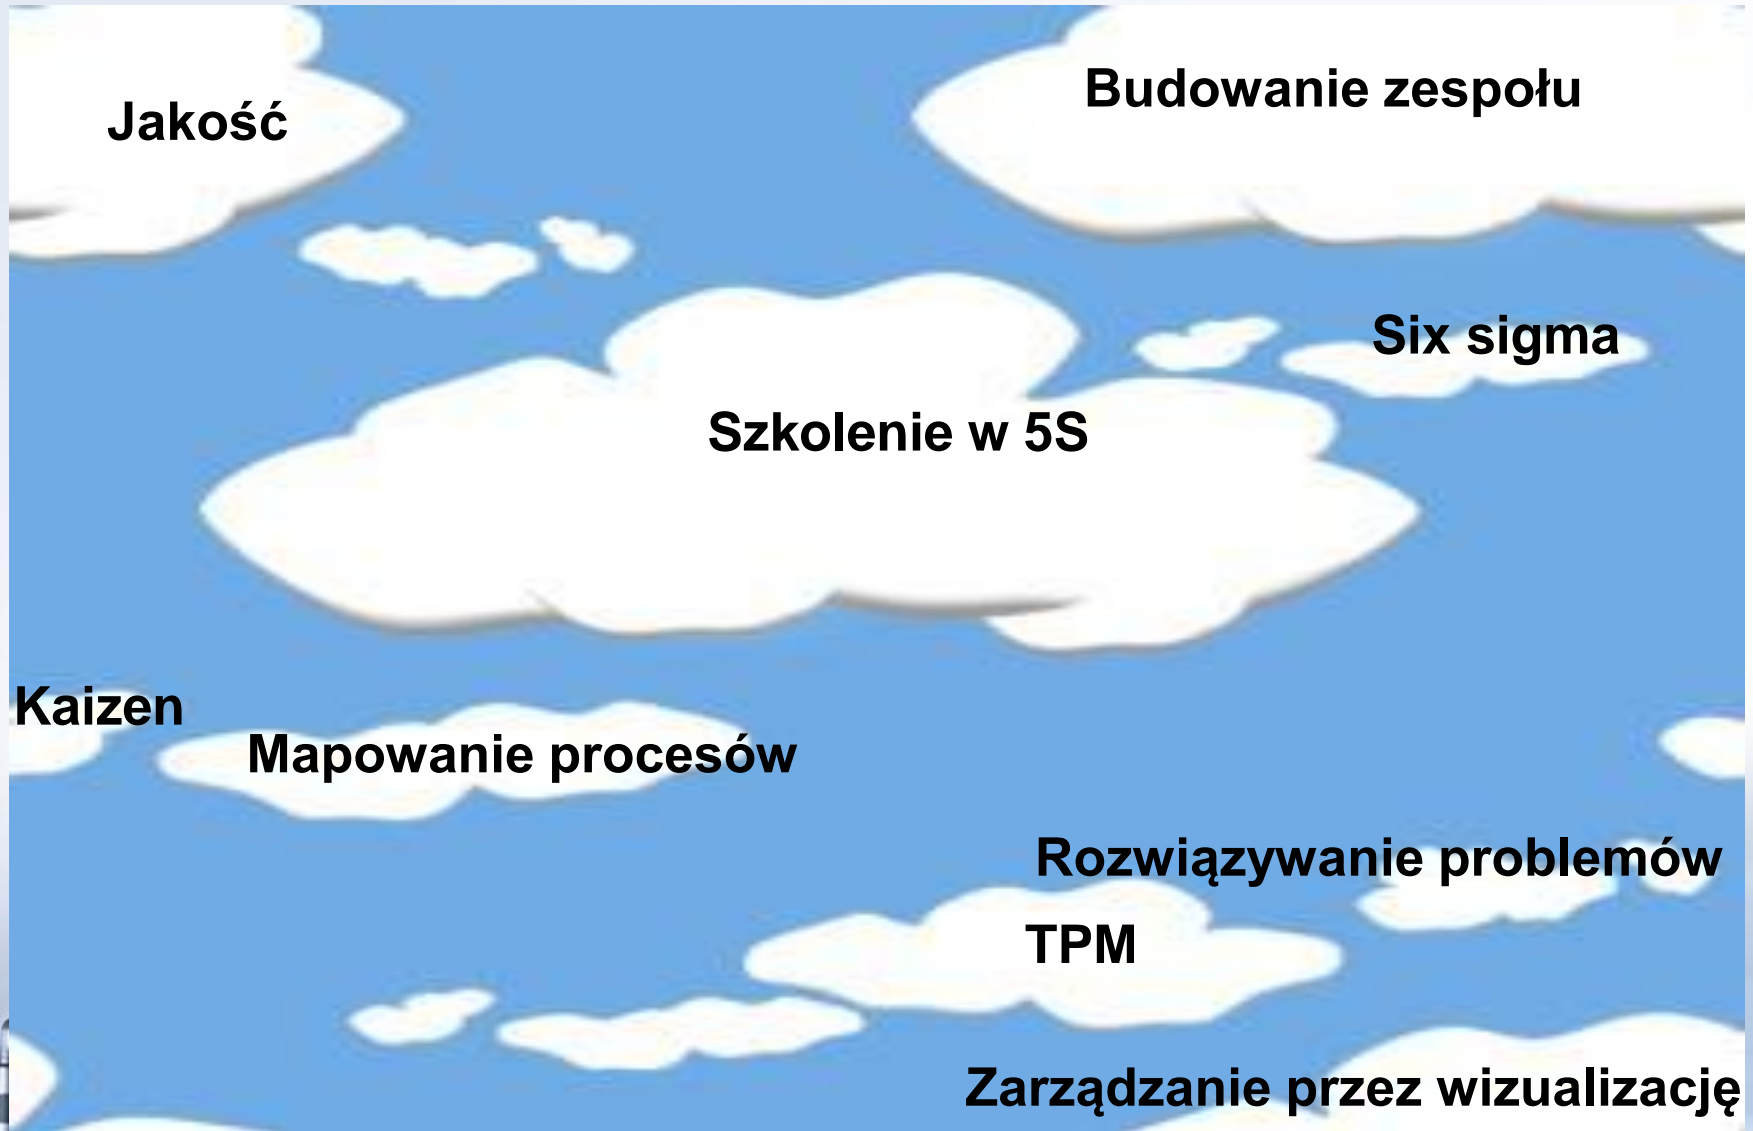 Budowanie zespołu
Jakość
Six sigma
Szkolenie w 5S
Kaizen
Mapowanie procesów
Rozwiązywanie problemów
TPM
Zarządzanie przez wizualizację